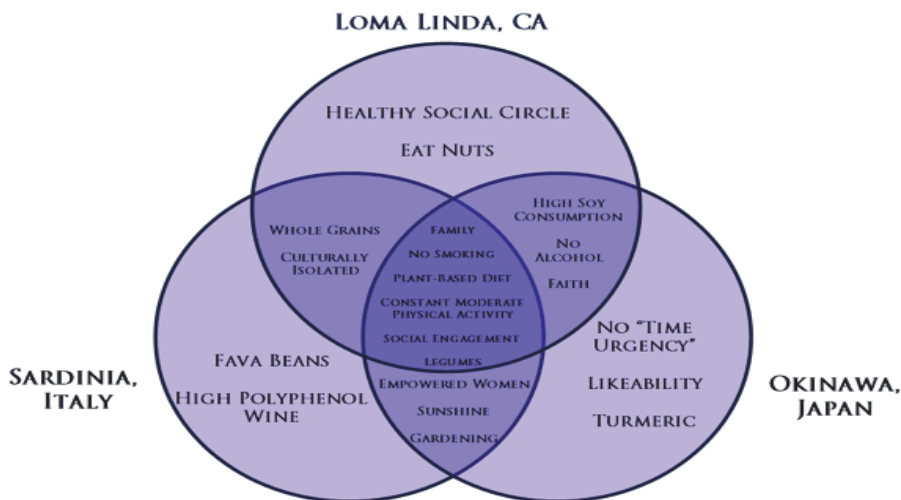 LOMA LINDA, CA
HEALTHY SOCIAL CIRCLE
EAT NUTS
WHOLE GRAINS
CULTURALLY
ISOLATED
FAMILY
NO SMOKING
PLANT-BASED DIET
CONSTANT MODERATE
PHYSICAL ACTIVITY
SOCIAL ENGAGEMENT
LEGUMES
HIGH SOY
CONSUMPTION
NO
ALCOHOL
FAITH
EMPOWERED WOMEN
SUNSHINE
GARDENING
SARDINIA,
ITALY
FAVA BEANS
HIGH POLYPHENOL
WINE
NO "TIME
URGENCY"
LIKEABILITY
TURMERIC
OKINAWA,
JAPAN